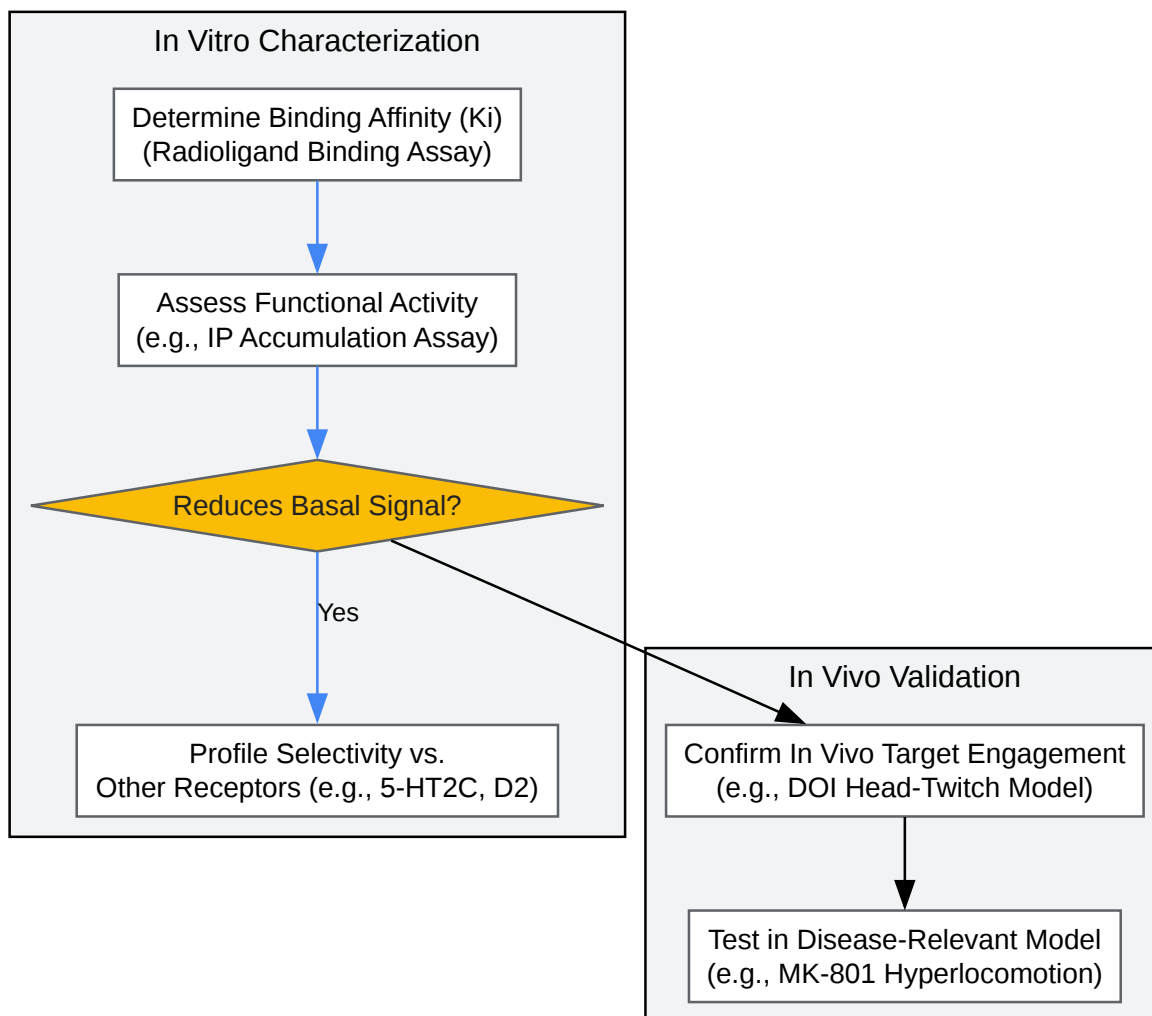 In Vitro Characterization
Determine Binding Affinity (Ki)
(Radioligand Binding Assay)
Assess Functional Activity
(e.g., IP Accumulation Assay)
Reduces Basal Signal?
Yes
Profile Selectivity vs.
Other Receptors (e.g., 5-HT2C, D2)
In Vivo Validation
Confirm In Vivo Target Engagement
(e.g., DOI Head-Twitch Model)
Test in Disease-Relevant Model
(e.g., MK-801 Hyperlocomotion)